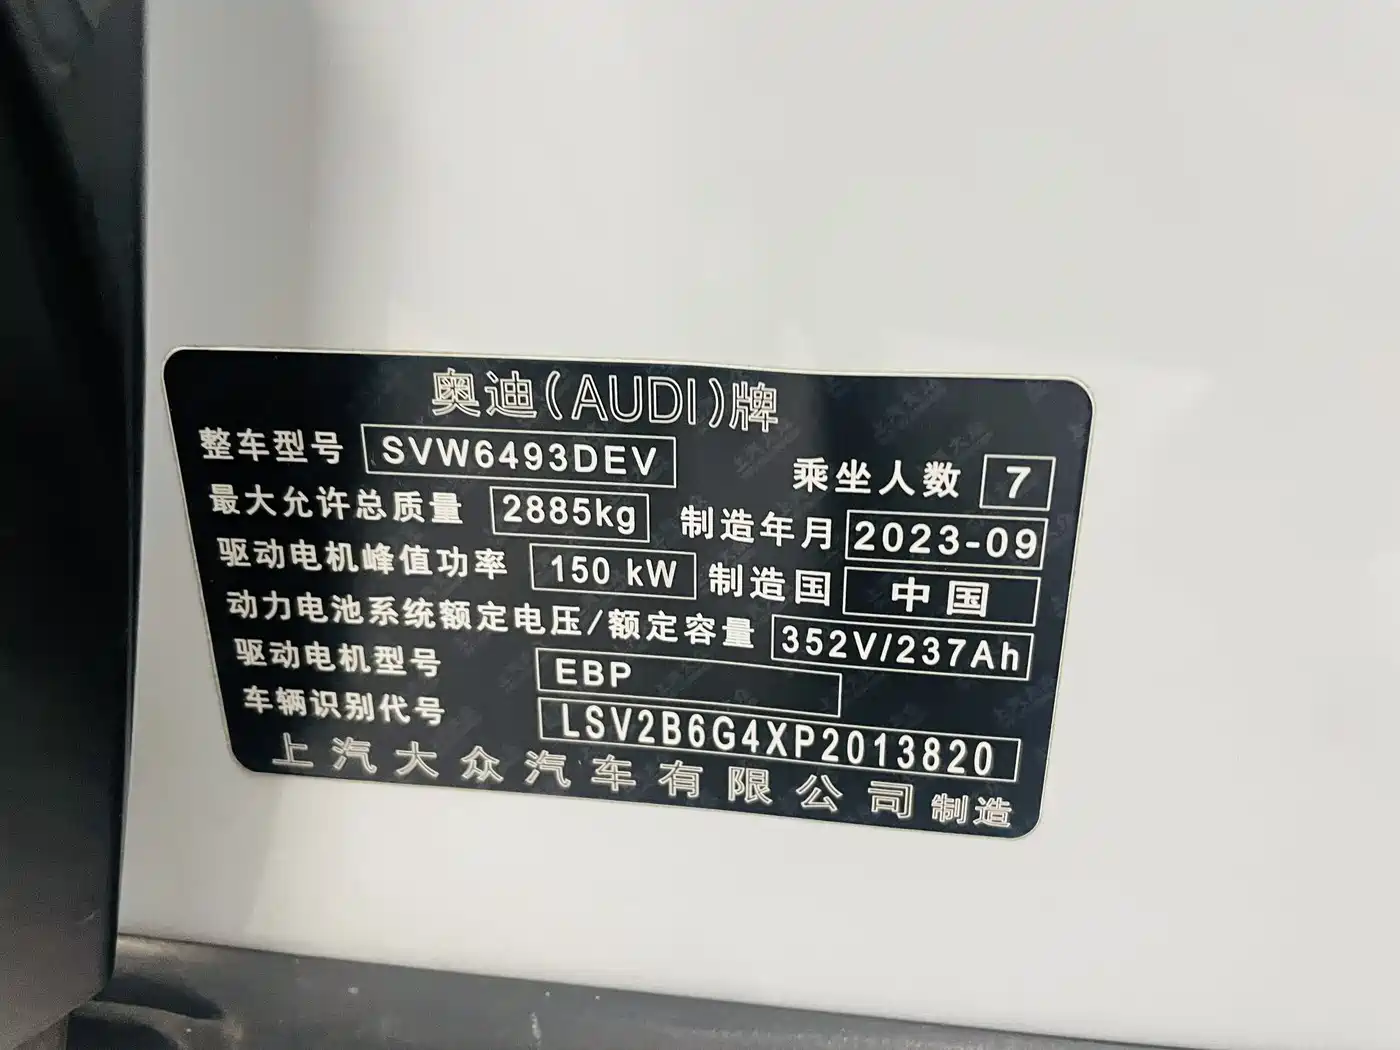 奥迪(AUDI)牌
整车型号 SVW6493DEV 乘坐人数 7
最大允许总质量 2885kg 制造年月 2023-09
驱动电机峰值功率 150 kW 制造国 中国
动力电池系统额定电压/额定容量 352V/237Ah
驱动电机型号 EBP
车辆识别代号 LSV2B6G4XP2013820
上汽大众汽车有限公司 制造